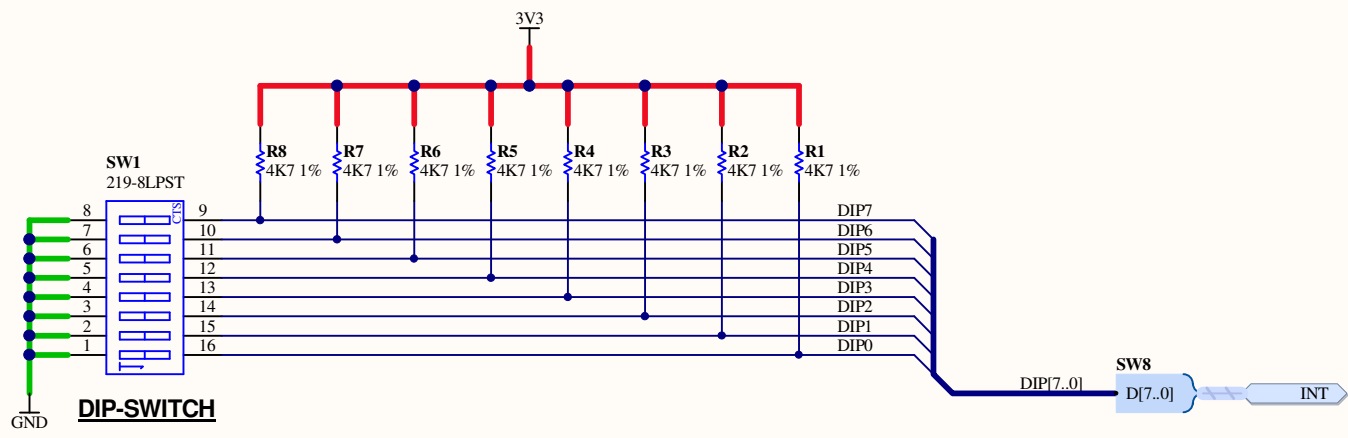 3V3
R8 R7 R6 R5 R4 R3 R2 R1
4K7 1% 4K7 1% 4K7 1% 4K7 1% 4K7 1% 4K7 1% 4K7 1% 4K7 1%
SW1
219-8LPST
CTS
8 9 DIP7
7 10 DIP6
6 11 DIP5
5 12 DIP4
4 13 DIP3
3 14 DIP2
2 15 DIP1
1 16 DIP0
SW8
DIP[7..0] D[7..0] INT
GND
DIP-SWITCH